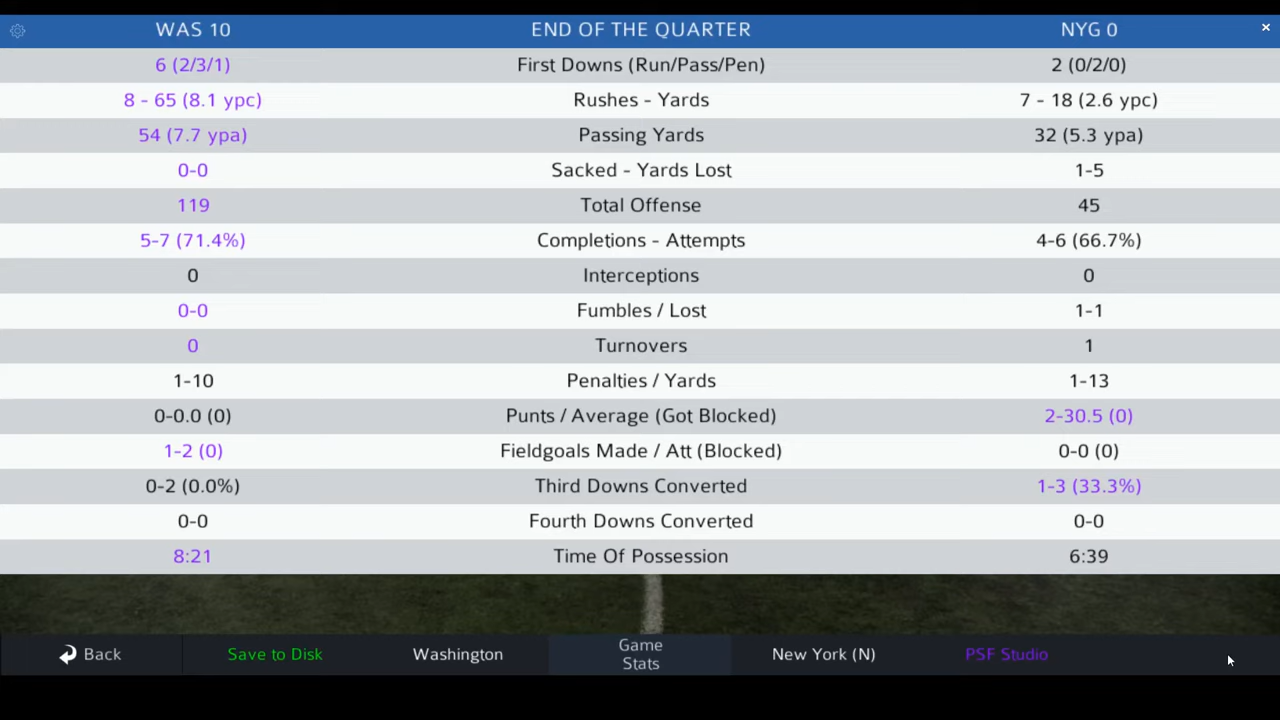 WAS 10 END OF THE QUARTER NYG 0
6 (2/3/1) First Downs (Run/Pass/Pen) 2 (0/2/0)
8 - 65 (8.1 ypc) Rushes - Yards 7 - 18 (2.6 ypc)
54 (7.7 ypa) Passing Yards 32 (5.3 ypa)
0-0 Sacked - Yards Lost 1-5
119 Total Offense 45
5-7 (71.4%) Completions - Attempts 4-6 (66.7%)
0 Interceptions 0
0-0 Fumbles / Lost 1-1
0 Turnovers 1
1-10 Penalties / Yards 1-13
0-0.0 (0) Punts / Average (Got Blocked) 2-30.5 (0)
1-2 (0) Fieldgoals Made / Att (Blocked) 0-0 (0)
0-2 (0.0%) Third Downs Converted 1-3 (33.3%)
0-0 Fourth Downs Converted 0-0
8:21 Time Of Possession 6:39
Back Save to Disk Washington Game Stats New York (N) PSF Studio